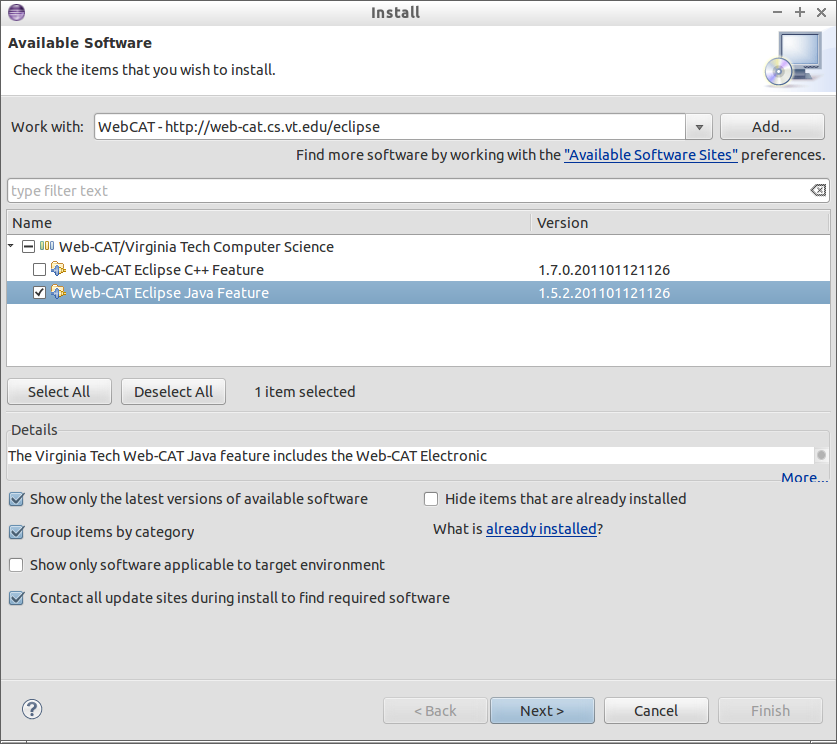 Install
Available Software
Check the items that you wish to install.
Work with: WebCAT - http://web-cat.cs.vt.edu/eclipse Add...
Find more software by working with the "Available Software Sites" preferences.
type filter text
Name Version
Web-CAT/Virginia Tech Computer Science
Web-CAT Eclipse C++ Feature 1.7.0.201101121126
Web-CAT Eclipse Java Feature 1.5.2.201101121126
Select All Deselect All 1 item selected
Details
The Virginia Tech Web-CAT Java feature includes the Web-CAT Electronic
More...
Show only the latest versions of available software Hide items that are already installed
Group items by category What is already installed?
Show only software applicable to target environment
Contact all update sites during install to find required software
? < Back Next > Cancel Finish